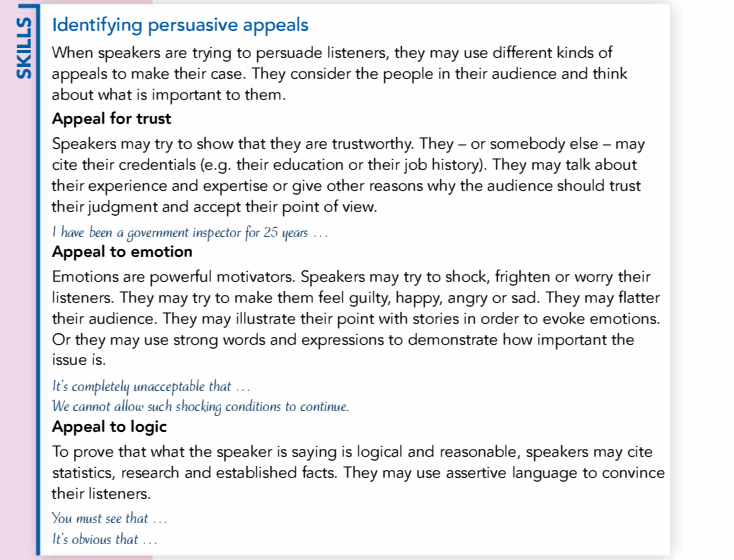 SKILLS
Identifying persuasive appeals
When speakers are trying to persuade listeners, they may use different kinds of
appeals to make their case. They consider the people in their audience and think
about what is important to them.
Appeal for trust
Speakers may try to show that they are trustworthy. They – or somebody else – may
cite their credentials (e.g. their education or their job history). They may talk about
their experience and expertise or give other reasons why the audience should trust
their judgment and accept their point of view.
I have been a government inspector for 25 years …
Appeal to emotion
Emotions are powerful motivators. Speakers may try to shock, frighten or worry their
listeners. They may try to make them feel guilty, happy, angry or sad. They may flatter
their audience. They may illustrate their point with stories in order to evoke emotions.
Or they may use strong words and expressions to demonstrate how important the
issue is.
It's completely unacceptable that …
We cannot allow such shocking conditions to continue.
Appeal to logic
To prove that what the speaker is saying is logical and reasonable, speakers may cite
statistics, research and established facts. They may use assertive language to convince
their listeners.
You must see that …
It's obvious that …